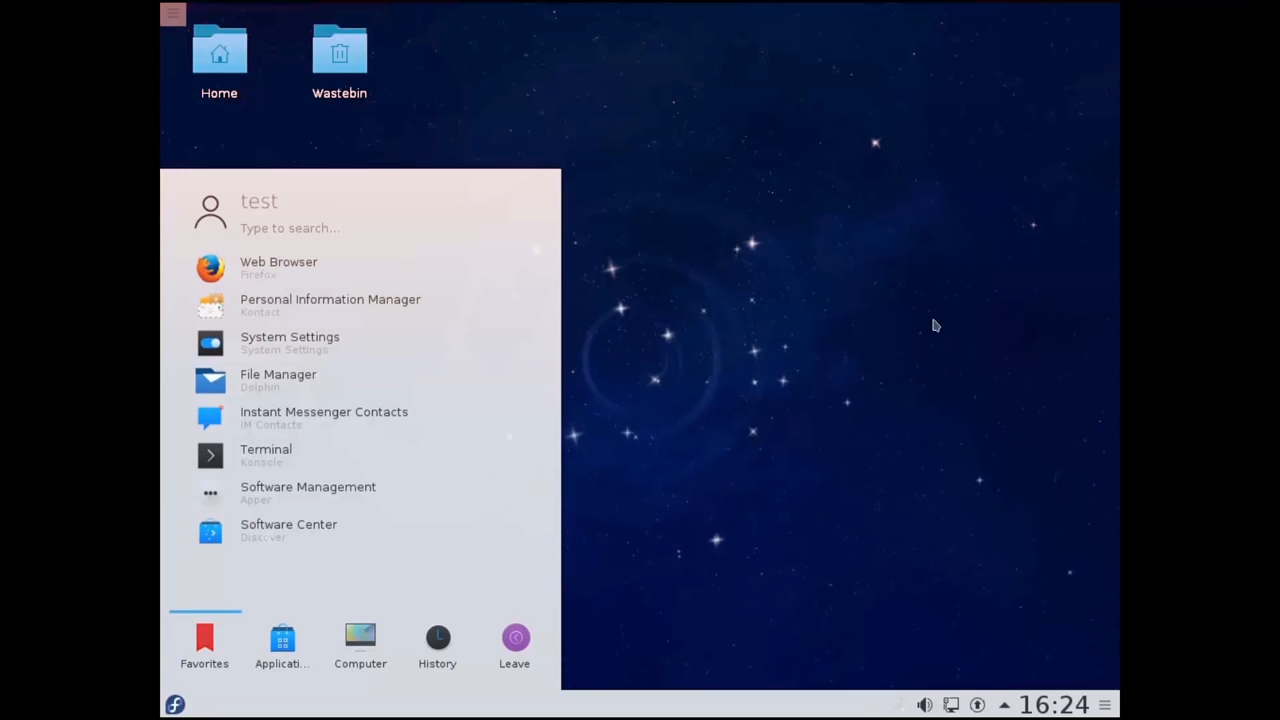 Home
Wastebin
test
Type to search...
Web Browser
Firefox
Personal Information Manager
Kontact
System Settings
System Settings
File Manager
Dolphin
Instant Messenger Contacts
IM Contacts
Terminal
Konsole
Software Management
Apper
Software Center
Discover
Favorites
Applicati...
Computer
History
Leave
16:24